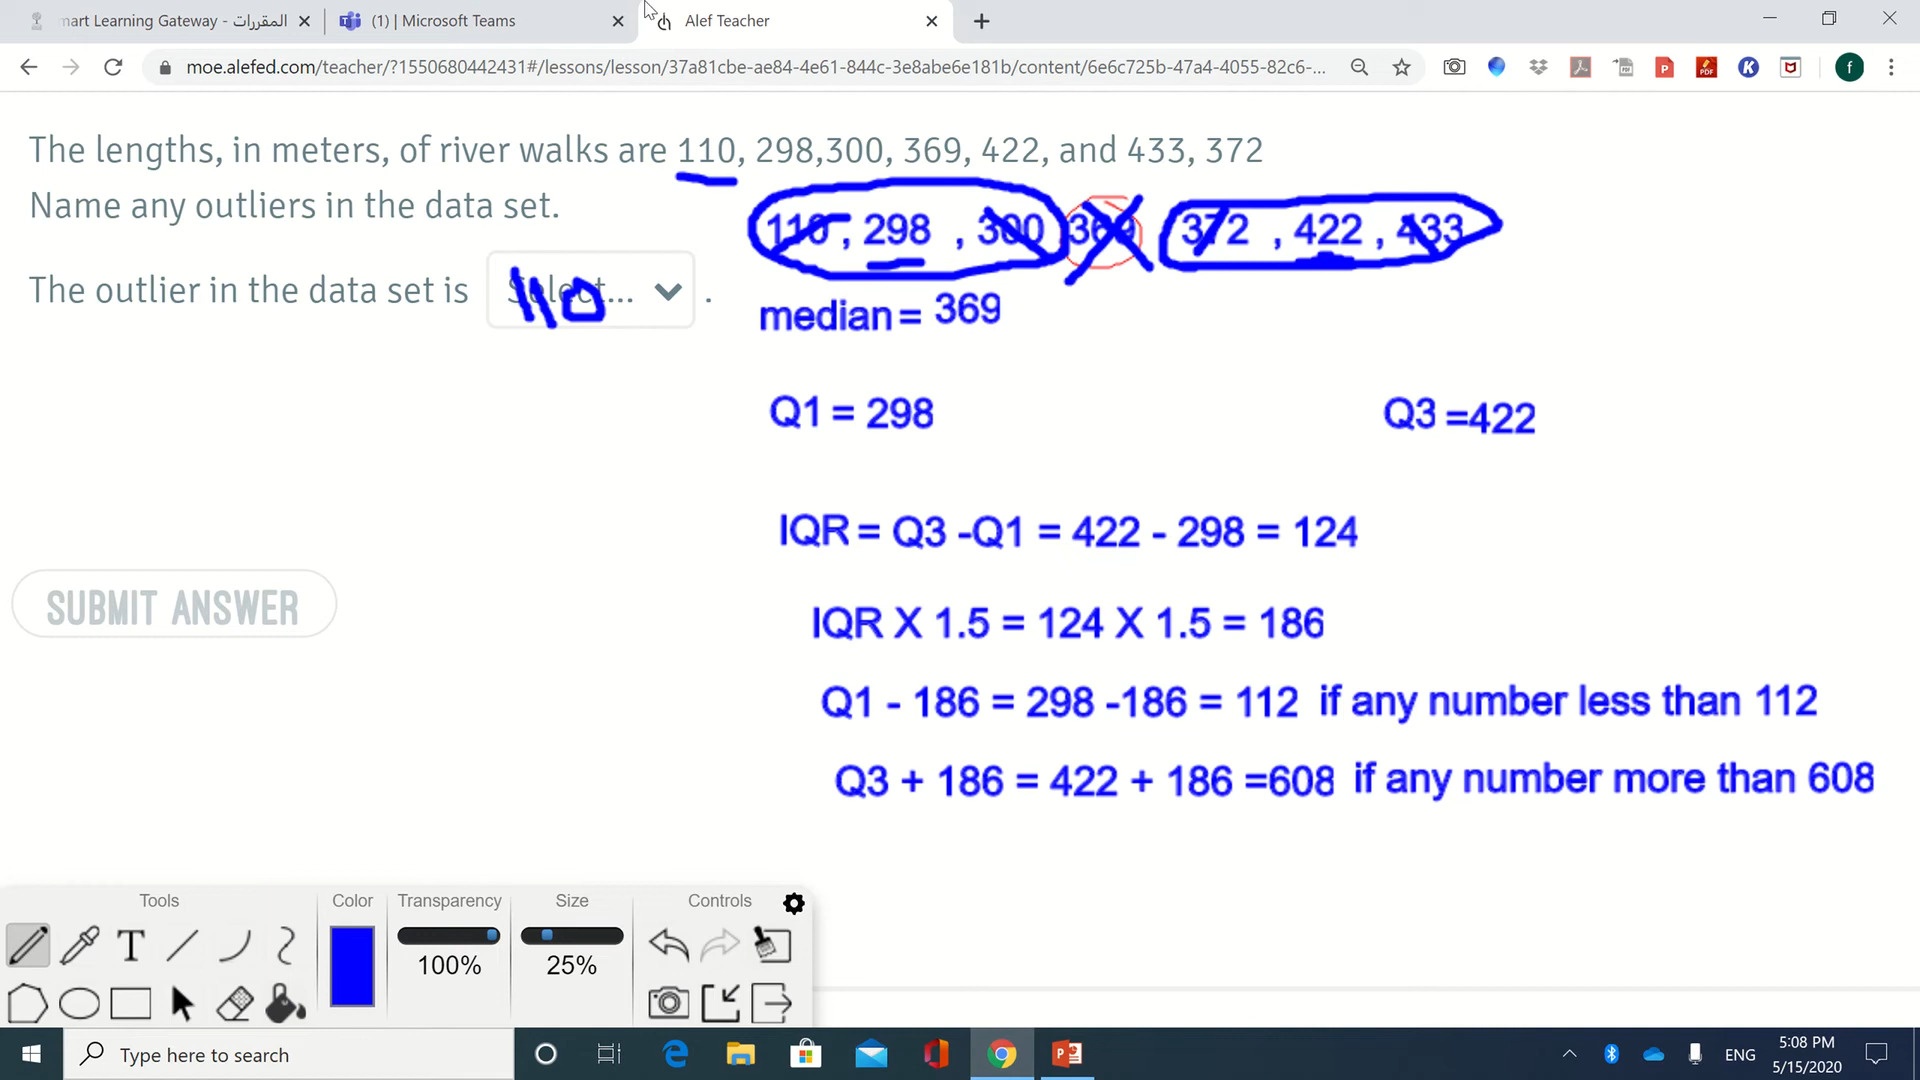 mart Learning Gateway - المقررات
(1) | Microsoft Teams
Alef Teacher
moe.alefed.com/teacher/?1550680442431#/lessons/lesson/37a81cbe-ae84-4e61-844c-3e8abe6e181b/content/6e6c725b-47a4-4055-82c6-...
f
The lengths, in meters, of river walks are 110, 298,300, 369, 422, and 433, 372
Name any outliers in the data set.
110 , 298 , 300 369 372 , 422 , 433
The outlier in the data set is Select... .
110
median = 369
Q1 = 298
Q3 =422
IQR = Q3 -Q1 = 422 - 298 = 124
SUBMIT ANSWER
IQR X 1.5 = 124 X 1.5 = 186
Q1 - 186 = 298 -186 = 112 if any number less than 112
Q3 + 186 = 422 + 186 =608 if any number more than 608
Tools
Color
Transparency
Size
Controls
T
100%
25%
Type here to search
ENG
5:08 PM
5/15/2020